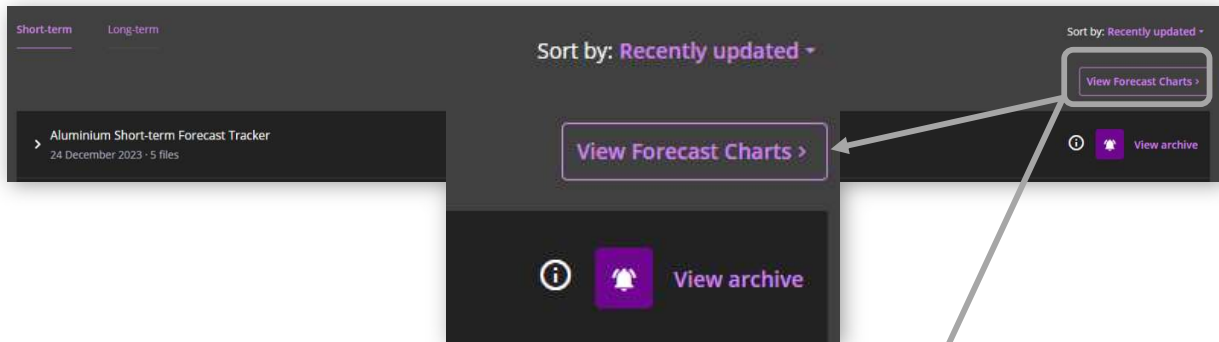 Short-term Long-term
Sort by: Recently updated
View Forecast Charts >
Aluminium Short-term Forecast Tracker
24 December 2023 · 5 files
View archive
Sort by: Recently updated
View Forecast Charts >
View archive